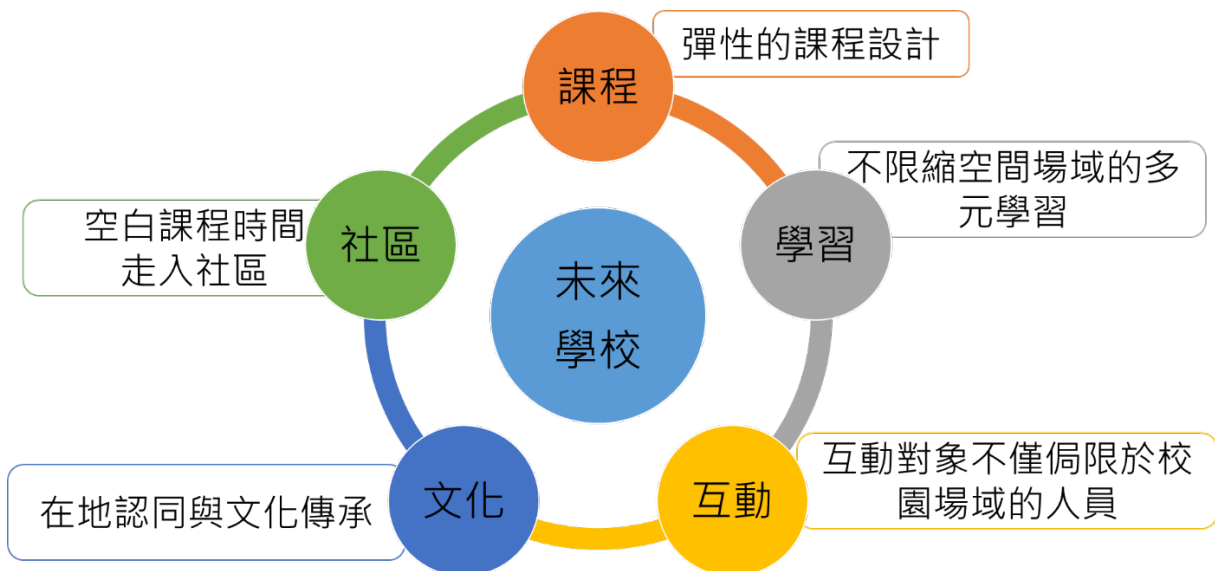 課程
彈性的課程設計
學習
不限縮空間場域的多
元學習
互動
互動對象不僅侷限於校
園場域的人員
文化
在地認同與文化傳承
社區
空白課程時間
走入社區
未來
學校